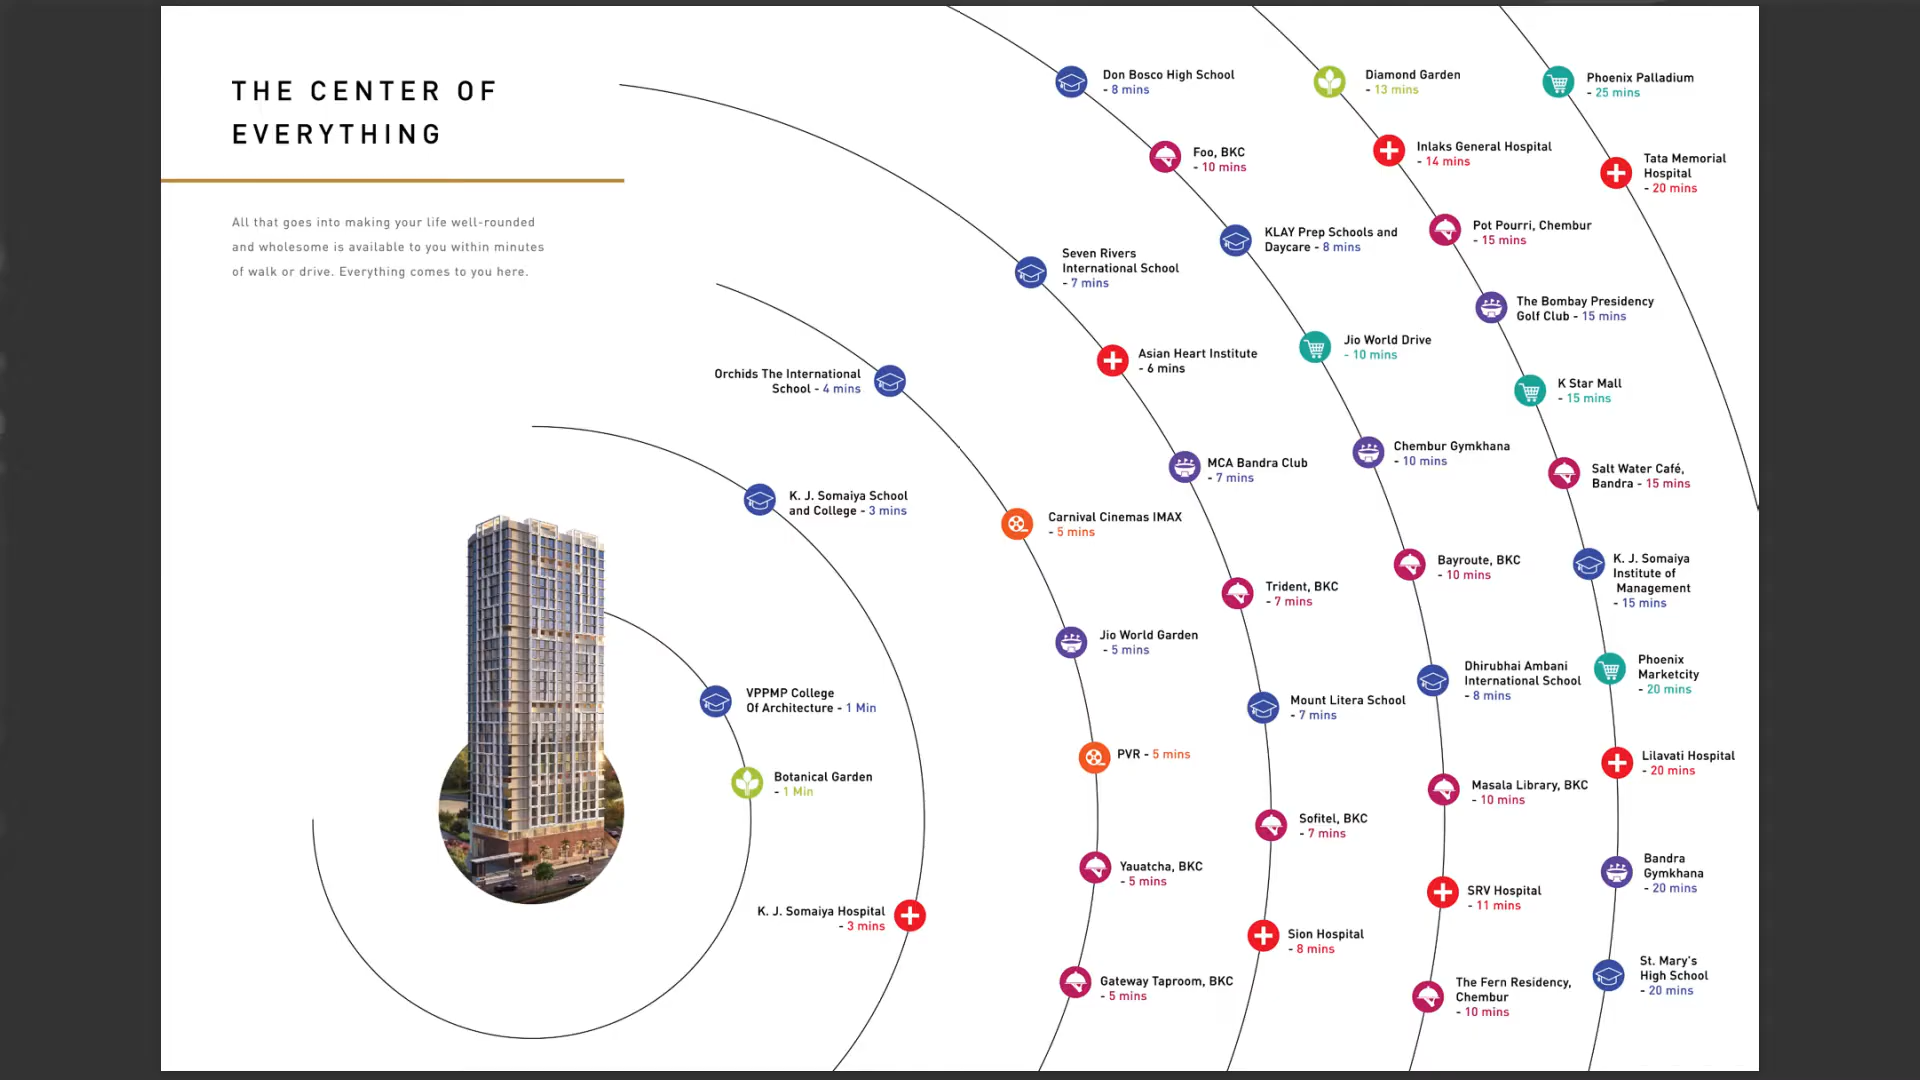 THE CENTER OF
EVERYTHING
All that goes into making your life well-rounded
and wholesome is available to you within minutes
of walk or drive. Everything comes to you here.
VPPMP College
Of Architecture - 1 Min
Botanical Garden
- 1 Min
K. J. Somaiya School
and College - 3 mins
K. J. Somaiya Hospital
- 3 mins
Orchids The International
School - 4 mins
Carnival Cinemas IMAX
- 5 mins
Jio World Garden
- 5 mins
PVR - 5 mins
Yauatcha, BKC
- 5 mins
Gateway Taproom, BKC
- 5 mins
Seven Rivers
International School
- 7 mins
Asian Heart Institute
- 6 mins
MCA Bandra Club
- 7 mins
Trident, BKC
- 7 mins
Mount Litera School
- 7 mins
Sofitel, BKC
- 7 mins
Sion Hospital
- 8 mins
Don Bosco High School
- 8 mins
Foo, BKC
- 10 mins
KLAY Prep Schools and
Daycare - 8 mins
Jio World Drive
- 10 mins
Chembur Gymkhana
- 10 mins
Bayroute, BKC
- 10 mins
Dhirubhai Ambani
International School
- 8 mins
Masala Library, BKC
- 10 mins
SRV Hospital
- 11 mins
The Fern Residency,
Chembur
- 10 mins
Diamond Garden
- 13 mins
Inlaks General Hospital
- 14 mins
Pot Pourri, Chembur
- 15 mins
The Bombay Presidency
Golf Club - 15 mins
K Star Mall
- 15 mins
Salt Water Café,
Bandra - 15 mins
K. J. Somaiya
Institute of
Management
- 15 mins
Phoenix
Marketcity
- 20 mins
Lilavati Hospital
- 20 mins
Bandra
Gymkhana
- 20 mins
St. Mary's
High School
- 20 mins
Phoenix Palladium
- 25 mins
Tata Memorial
Hospital
- 20 mins